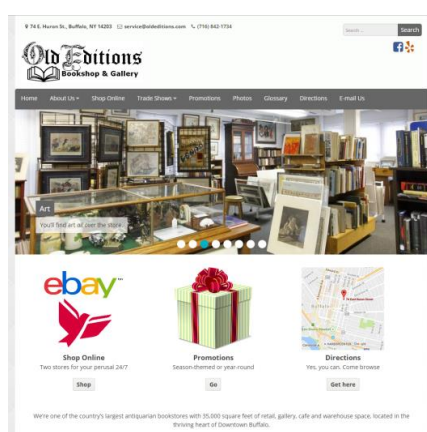 74 E. Huron St., Buffalo, NY 14203 service@oldeditions.com (716) 842-1734
Search... Search
Old Editions
Bookshop & Gallery
Home About Us Shop Online Trade Shows Promotions Photos Glossary Directions E-mail Us
Art
You'll find art all over the store
ebay
Shop Online Promotions Directions
Two stores for your perusal 24/7 Season-themed or year-round Yes, you can. Come browse
Shop Go Get here
We're one of the country's largest antiquarian bookstores with 35,000 square feet of retail, gallery, cafe and warehouse space, located in the
thriving heart of Downtown Buffalo.